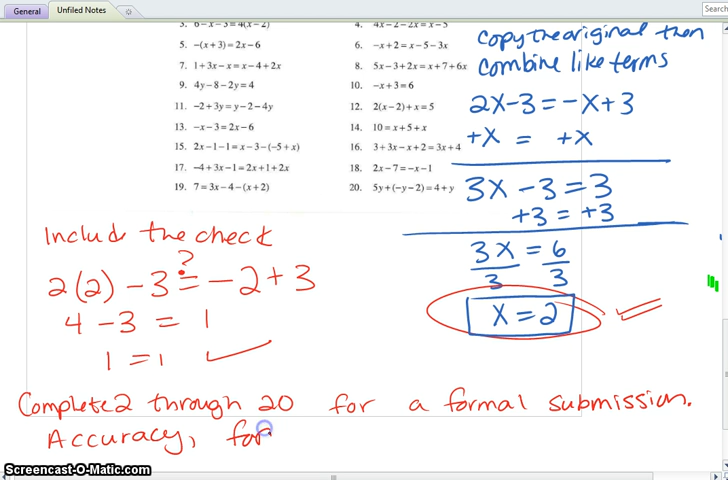 General Unfiled Notes
Search
3. 6 − x − 3 = 4(x − 2) 4. 4x − 2 − 2x = x − 5
5. −(x + 3) = 2x − 6 6. −x + 2 = x − 5 − 3x
7. 1 + 3x − x = x − 4 + 2x 8. 5x − 3 + 2x = x + 7 + 6x
9. 4y − 8 − 2y = 4 10. −x + 3 = 6
11. −2 + 3y = y − 2 − 4y 12. 2(x − 2) + x = 5
13. −x − 3 = 2x − 6 14. 10 = x + 5 + x
15. 2x − 1 − 1 = x − 3 − (−5 + x) 16. 3 + 3x − x + 2 = 3x + 4
17. −4 + 3x − 1 = 2x + 1 + 2x 18. 2x − 7 = −x − 1
19. 7 = 3x − 4 − (x + 2) 20. 5y + (−y − 2) = 4 + y
copy the original then
combine like terms
2x − 3 = −x + 3
+x = +x
3x − 3 = 3
+3 = +3
3x = 6
3 3
x = 2
Include the check
?
2(2) − 3 = −2 + 3
4 − 3 = 1
1 = 1
Complete 2 through 20 for a formal submission.
Accuracy, for
Screencast-O-Matic.com